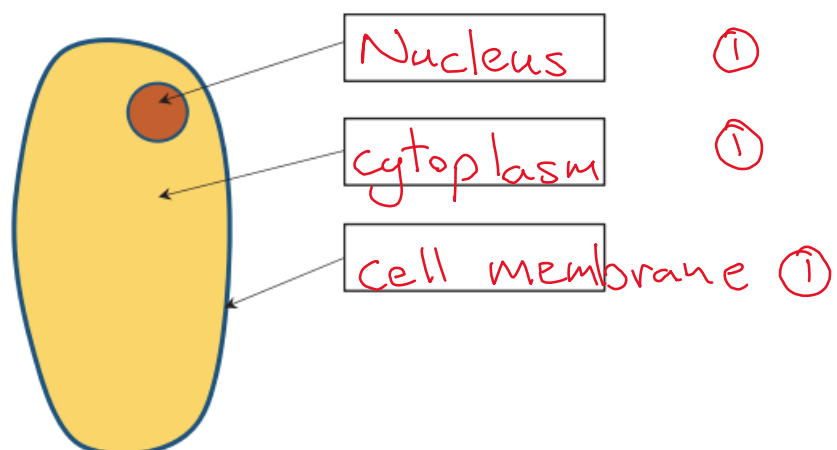 Nucleus ①
cytoplasm ①
cell membrane ①